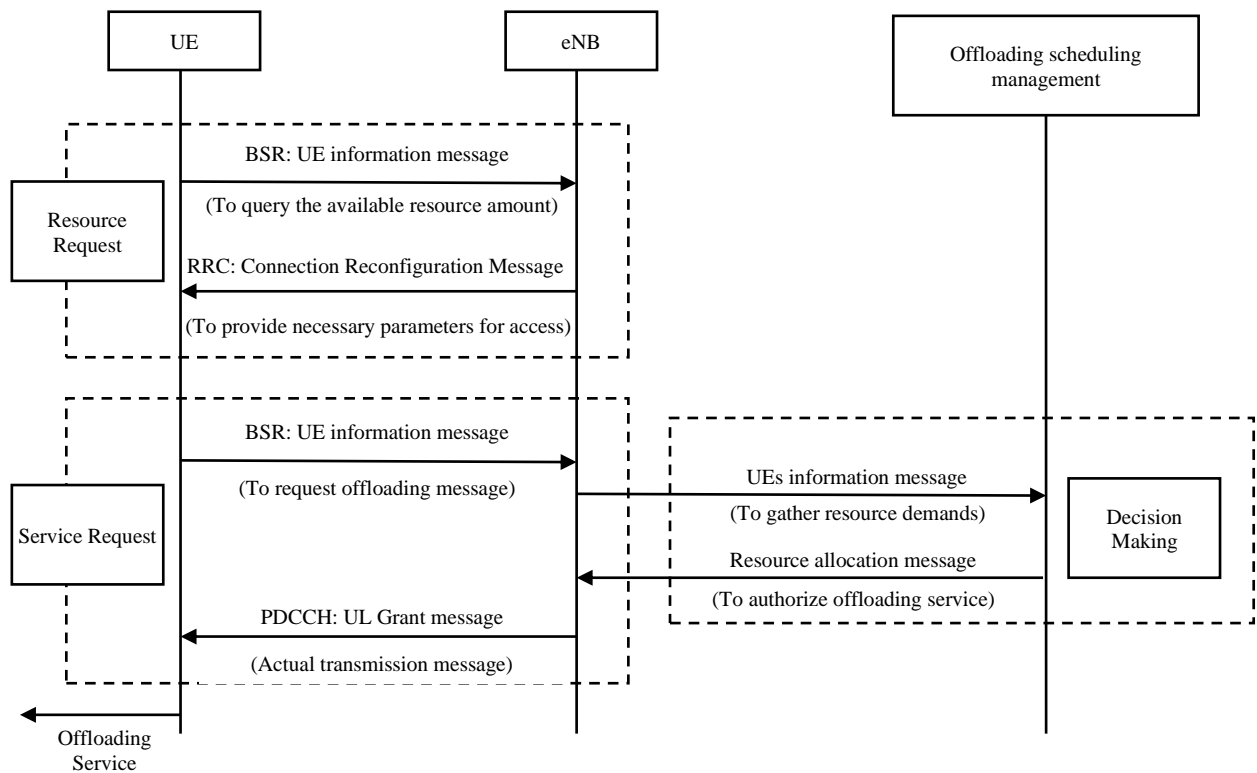 UE
eNB
Offloading scheduling
management
BSR: UE information message
(To query the available resource amount)
Resource
Request
RRC: Connection Reconfiguration Message
(To provide necessary parameters for access)
BSR: UE information message
(To request offloading message)
UEs information message
(To gather resource demands)
Service Request
Decision
Making
Resource allocation message
(To authorize offloading service)
PDCCH: UL Grant message
(Actual transmission message)
Offloading
Service